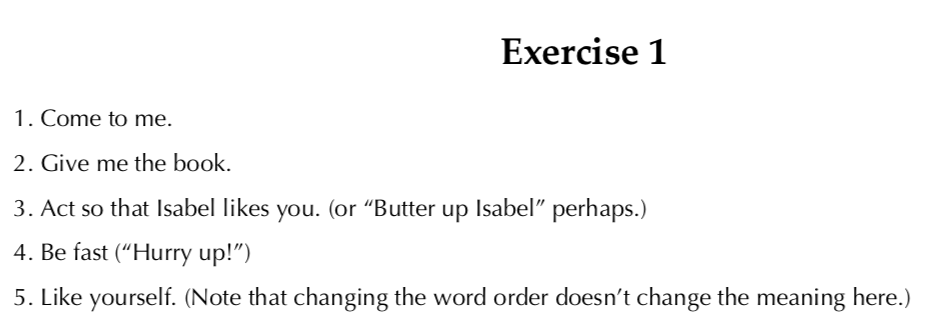 Exercise 1
1. Come to me.
2. Give me the book.
3. Act so that Isabel likes you. (or “Butter up Isabel” perhaps.)
4. Be fast (“Hurry up!”)
5. Like yourself. (Note that changing the word order doesn’t change the meaning here.)